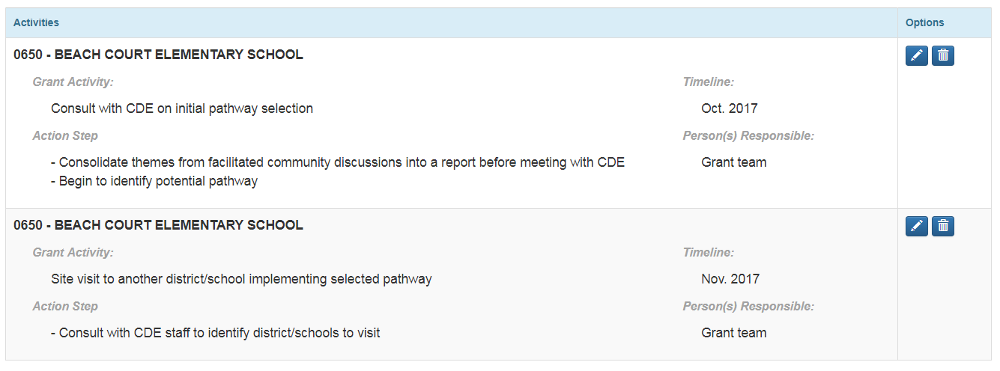 Activities Options
0650 - BEACH COURT ELEMENTARY SCHOOL
Grant Activity: Timeline:
Consult with CDE on initial pathway selection Oct. 2017
Action Step Person(s) Responsible:
- Consolidate themes from facilitated community discussions into a report before meeting with CDE Grant team
- Begin to identify potential pathway
0650 - BEACH COURT ELEMENTARY SCHOOL
Grant Activity: Timeline:
Site visit to another district/school implementing selected pathway Nov. 2017
Action Step Person(s) Responsible:
- Consult with CDE staff to identify district/schools to visit Grant team